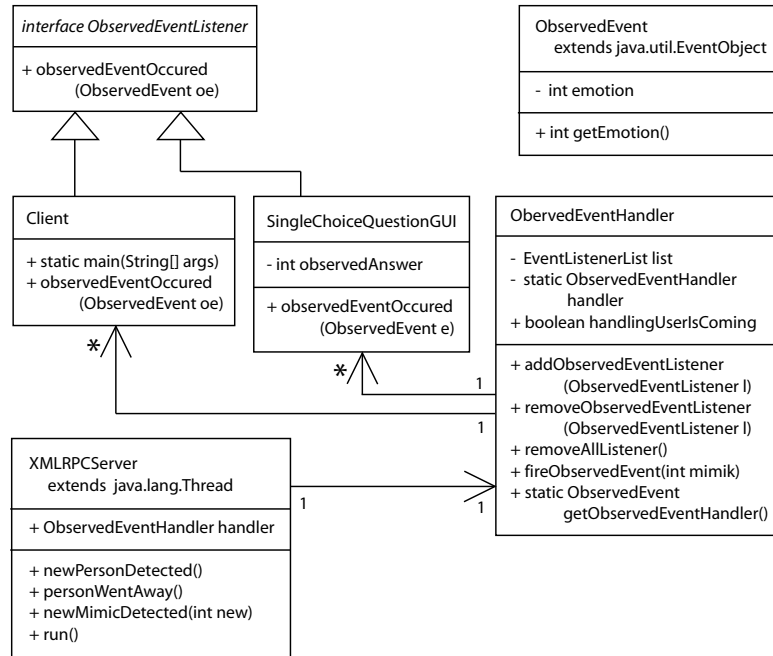 interface ObservedEventListener
+ observedEventOccured
(ObservedEvent oe)
ObservedEvent
extends java.util.EventObject
- int emotion
+ int getEmotion()
Client
+ static main(String[] args)
+ observedEventOccured
(ObservedEvent oe)
SingleChoiceQuestionGUI
- int observedAnswer
+ observedEventOccured
(ObservedEvent e)
ObervedEventHandler
- EventListenerList list
- static ObservedEventHandler
handler
+ boolean handlingUserIsComing
+ addObservedEventListener
(ObservedEventListener l)
+ removeObservedEventListener
(ObservedEventListener l)
+ removeAllListener()
+ fireObservedEvent(int mimik)
+ static ObservedEvent
getObservedEventHandler()
*
*
1
1
XMLRPCServer
extends java.lang.Thread
+ ObservedEventHandler handler
+ newPersonDetected()
+ personWentAway()
+ newMimicDetected(int new)
+ run()
1
1